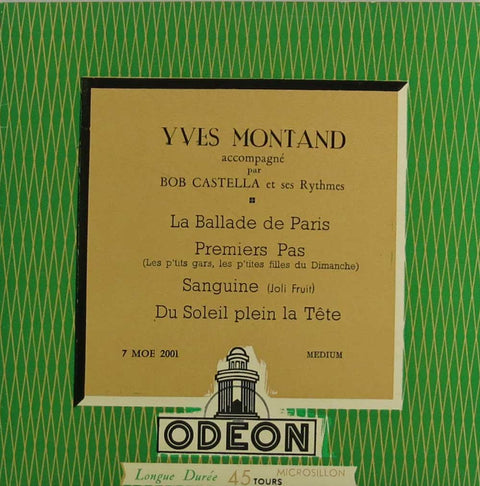 YVES MONTAND
accompagné
par
BOB CASTELLA et ses Rythmes
La Ballade de Paris
Premiers Pas
(Les p'tits gars, les p'tites filles du Dimanche)
Sanguine (Joli Fruit)
Du Soleil plein la Tête
7 MOE 2001 MEDIUM
ODEON
Longue Durée 45 TOURS MICROSILLON